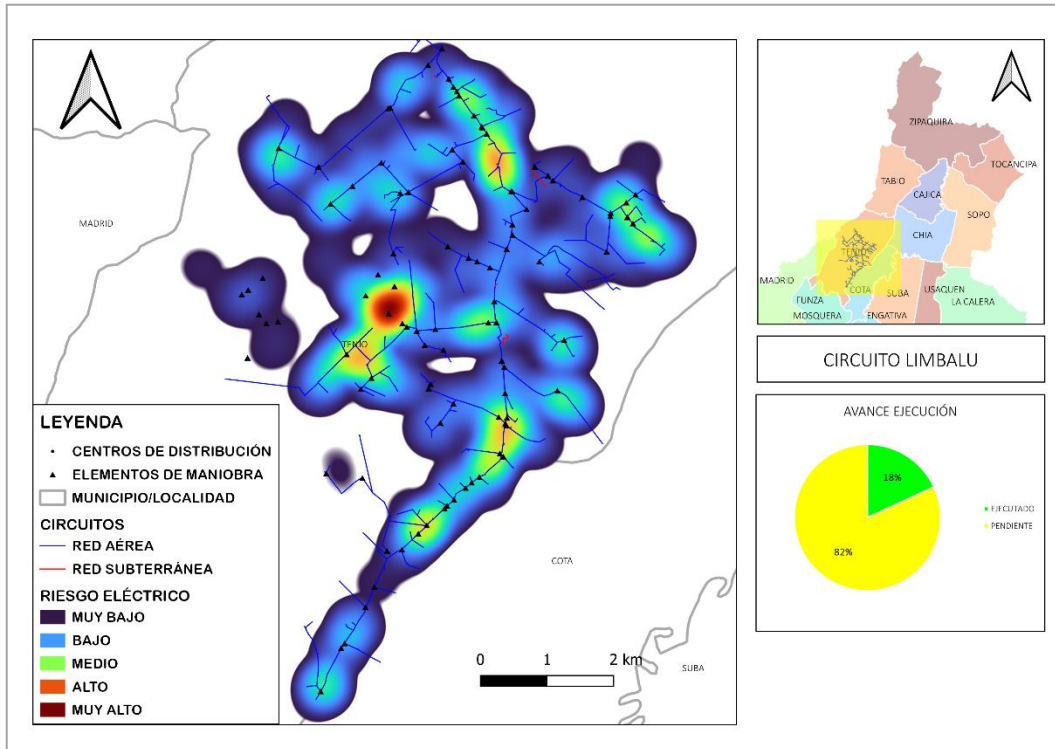 MADRID
TENJO
COTA
SUBA
0 1 2 km
LEYENDA
CENTROS DE DISTRIBUCIÓN
ELEMENTOS DE MANIOBRA
MUNICIPIO/LOCALIDAD
CIRCUITOS
RED AÉREA
RED SUBTERRÁNEA
RIESGO ELÉCTRICO
MUY BAJO
BAJO
MEDIO
ALTO
MUY ALTO
ZIPAQUIRA
TOCANCIPA
TABIO
CAJICA
SOPO
CHIA
TENJO
MADRID
COTA
SUBA
USAQUEN
FUNZA
LA CALERA
MOSQUERA
ENGATIVA
CIRCUITO LIMBALU
AVANCE EJECUCIÓN
18%
82%
EJECUTADO
PENDIENTE